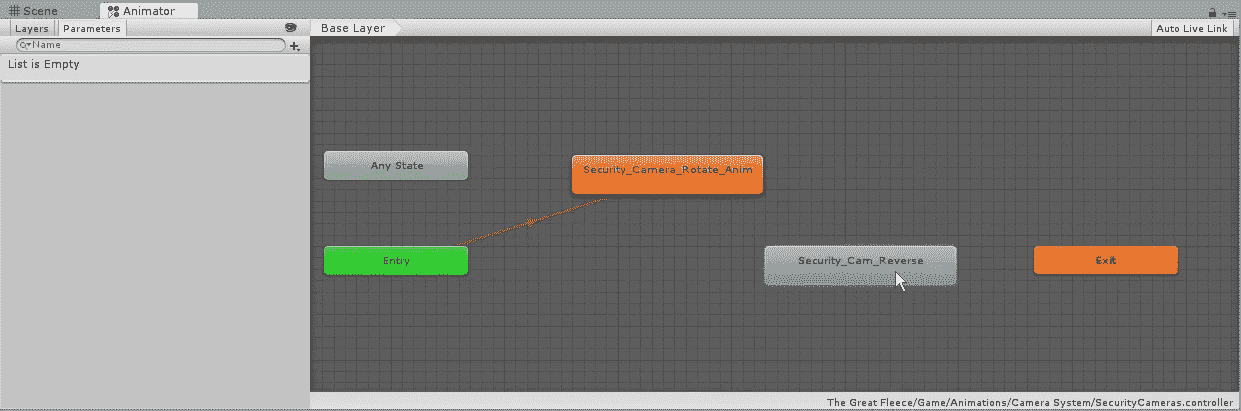 Scene Animator
Layers Parameters
Base Layer
Auto Live Link
Name
List is Empty
Any State
Security_Camera_Rotate_Anim
Entry
Security_Cam_Reverse
Exit
The Great Fleece/Game/Animations/Camera System/SecurityCameras.controller